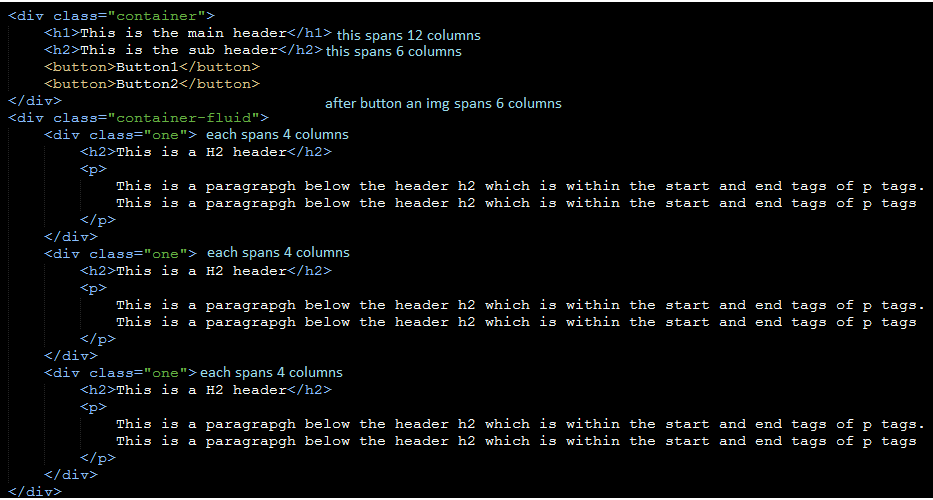 <div class="container">
<h1>This is the main header</h1> this spans 12 columns
<h2>This is the sub header</h2> this spans 6 columns
<button>Button1</button>
<button>Button2</button>
</div>
after button an img spans 6 columns
<div class="container-fluid">
<div class="one"> each spans 4 columns
<h2>This is a H2 header</h2>
<p>
This is a paragrapgh below the header h2 which is within the start and end tags of p tags.
This is a paragrapgh below the header h2 which is within the start and end tags of p tags
</p>
</div>
<div class="one"> each spans 4 columns
<h2>This is a H2 header</h2>
<p>
This is a paragrapgh below the header h2 which is within the start and end tags of p tags.
This is a paragrapgh below the header h2 which is within the start and end tags of p tags
</p>
</div>
<div class="one"> each spans 4 columns
<h2>This is a H2 header</h2>
<p>
This is a paragrapgh below the header h2 which is within the start and end tags of p tags.
This is a paragrapgh below the header h2 which is within the start and end tags of p tags
</p>
</div>
</div>